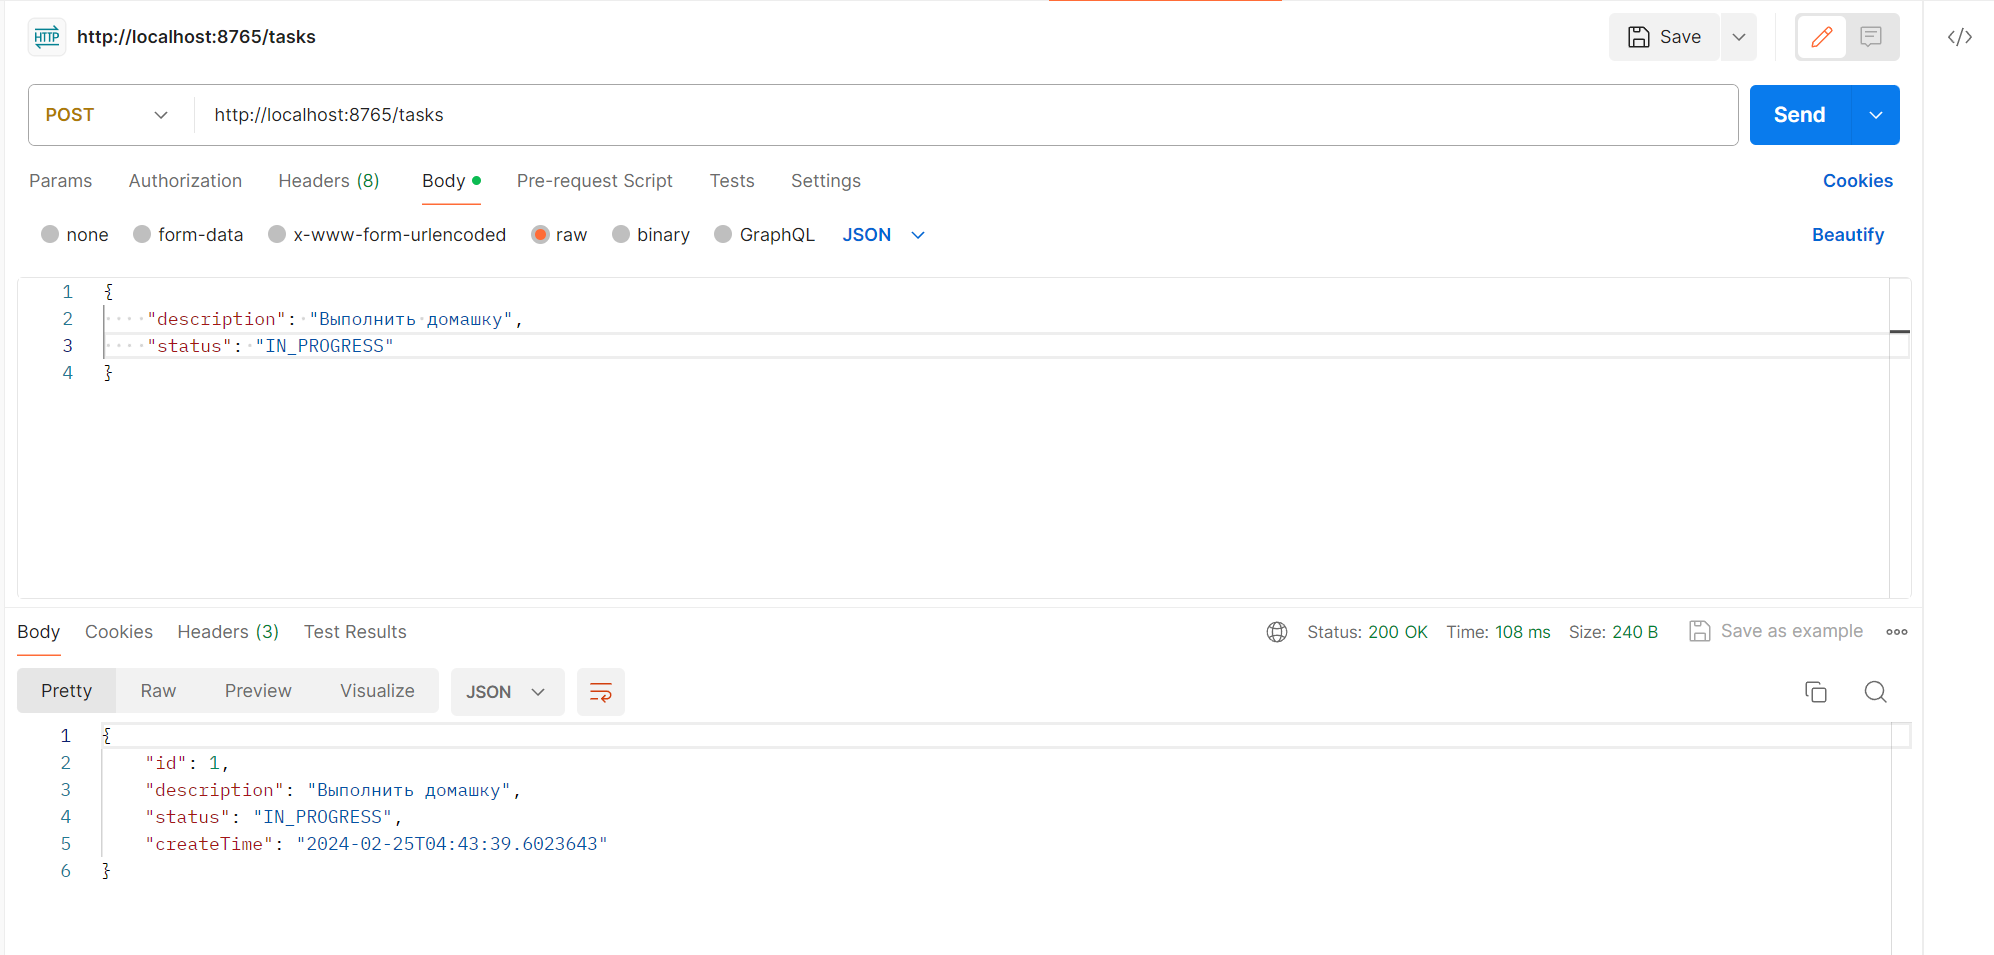 HTTP http://localhost:8765/tasks Save </>
POST http://localhost:8765/tasks Send
Params Authorization Headers (8) Body Pre-request Script Tests Settings Cookies
none form-data x-www-form-urlencoded raw binary GraphQL JSON Beautify
1 {
2 "description": "Выполнить домашку",
3 "status": "IN_PROGRESS"
4 }
Body Cookies Headers (3) Test Results Status: 200 OK Time: 108 ms Size: 240 B Save as example
Pretty Raw Preview Visualize JSON
1 {
2 "id": 1,
3 "description": "Выполнить домашку",
4 "status": "IN_PROGRESS",
5 "createTime": "2024-02-25T04:43:39.6023643"
6 }